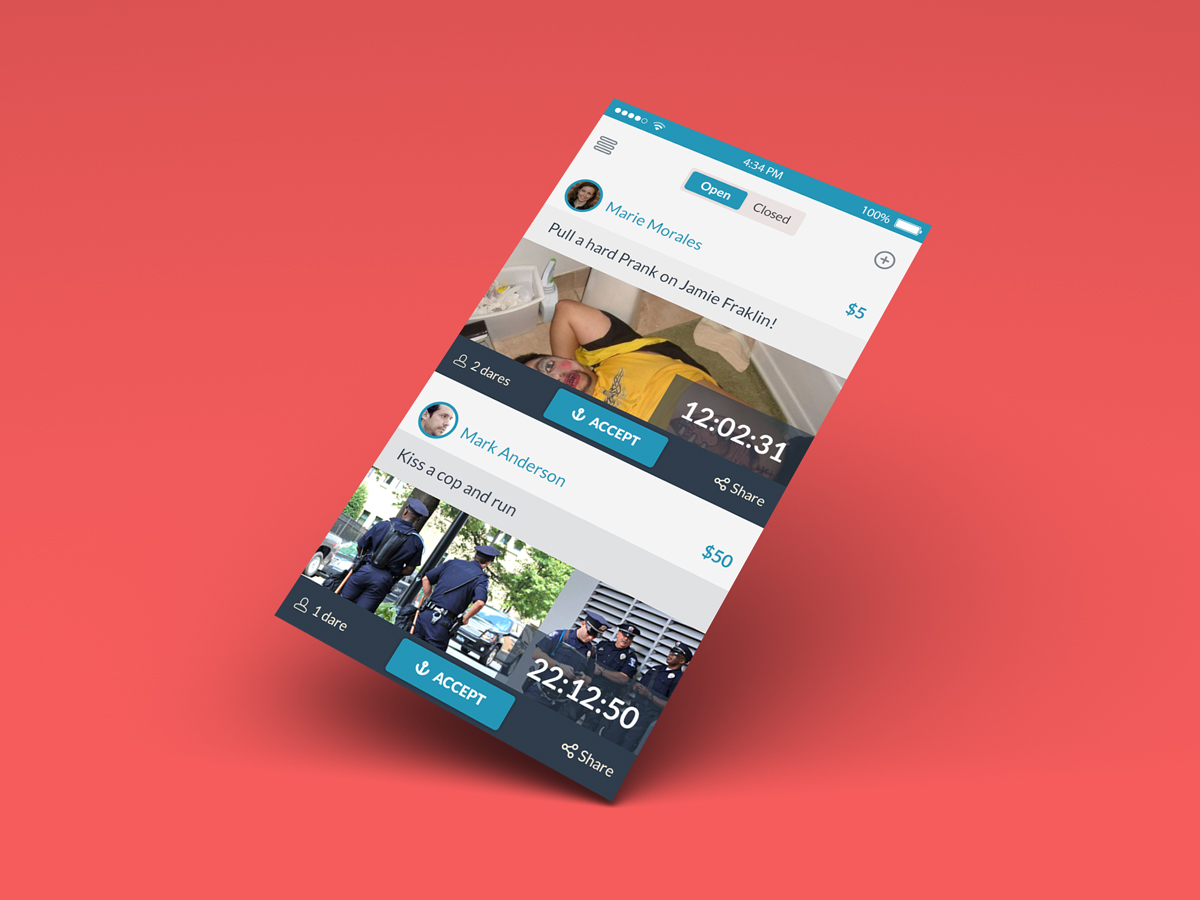 4:34 PM
100%
Open
Closed
Marie Morales
$5
Pull a hard Prank on Jamie Fraklin!
12:02:31
2 dares
ACCEPT
Share
Mark Anderson
$50
Kiss a cop and run
22:12:50
1 dare
ACCEPT
Share